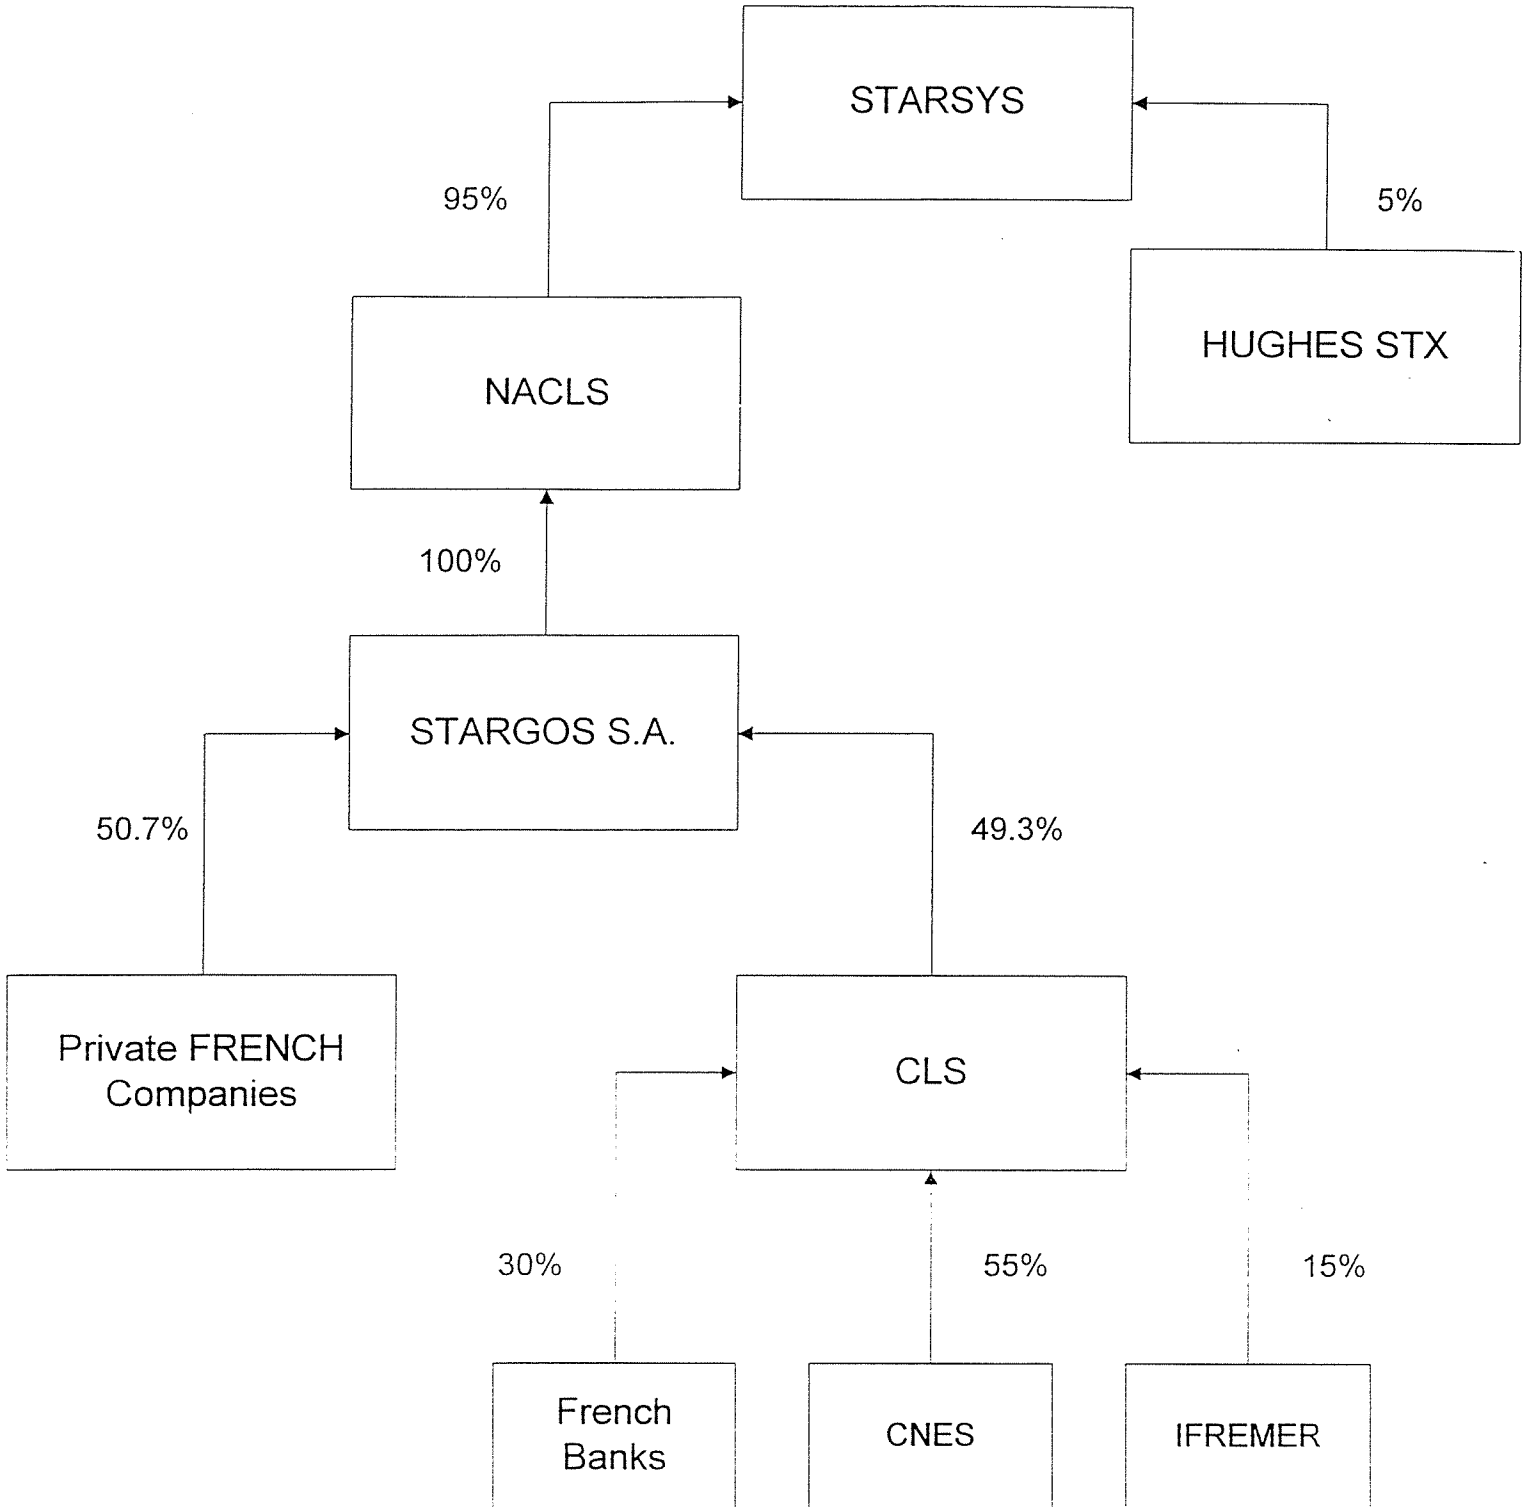 STARSYS
95%
5%
HUGHES STX
NACLS
100%
STARGOS S.A.
50.7%
49.3%
Private FRENCH
Companies
CLS
30%
55%
15%
French
Banks
CNES
IFREMER